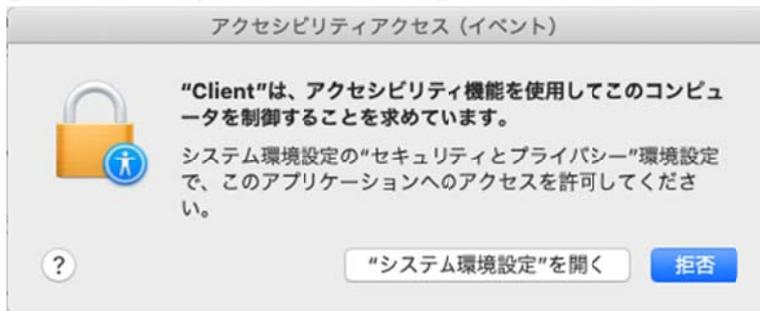 アクセシビリティアクセス（イベント）
“Client”は、アクセシビリティ機能を使用してこのコンピュ
ータを制御することを求めています。
システム環境設定の“セキュリティとプライバシー”環境設定
で、このアプリケーションへのアクセスを許可してくださ
い。
?
“システム環境設定”を開く
拒否